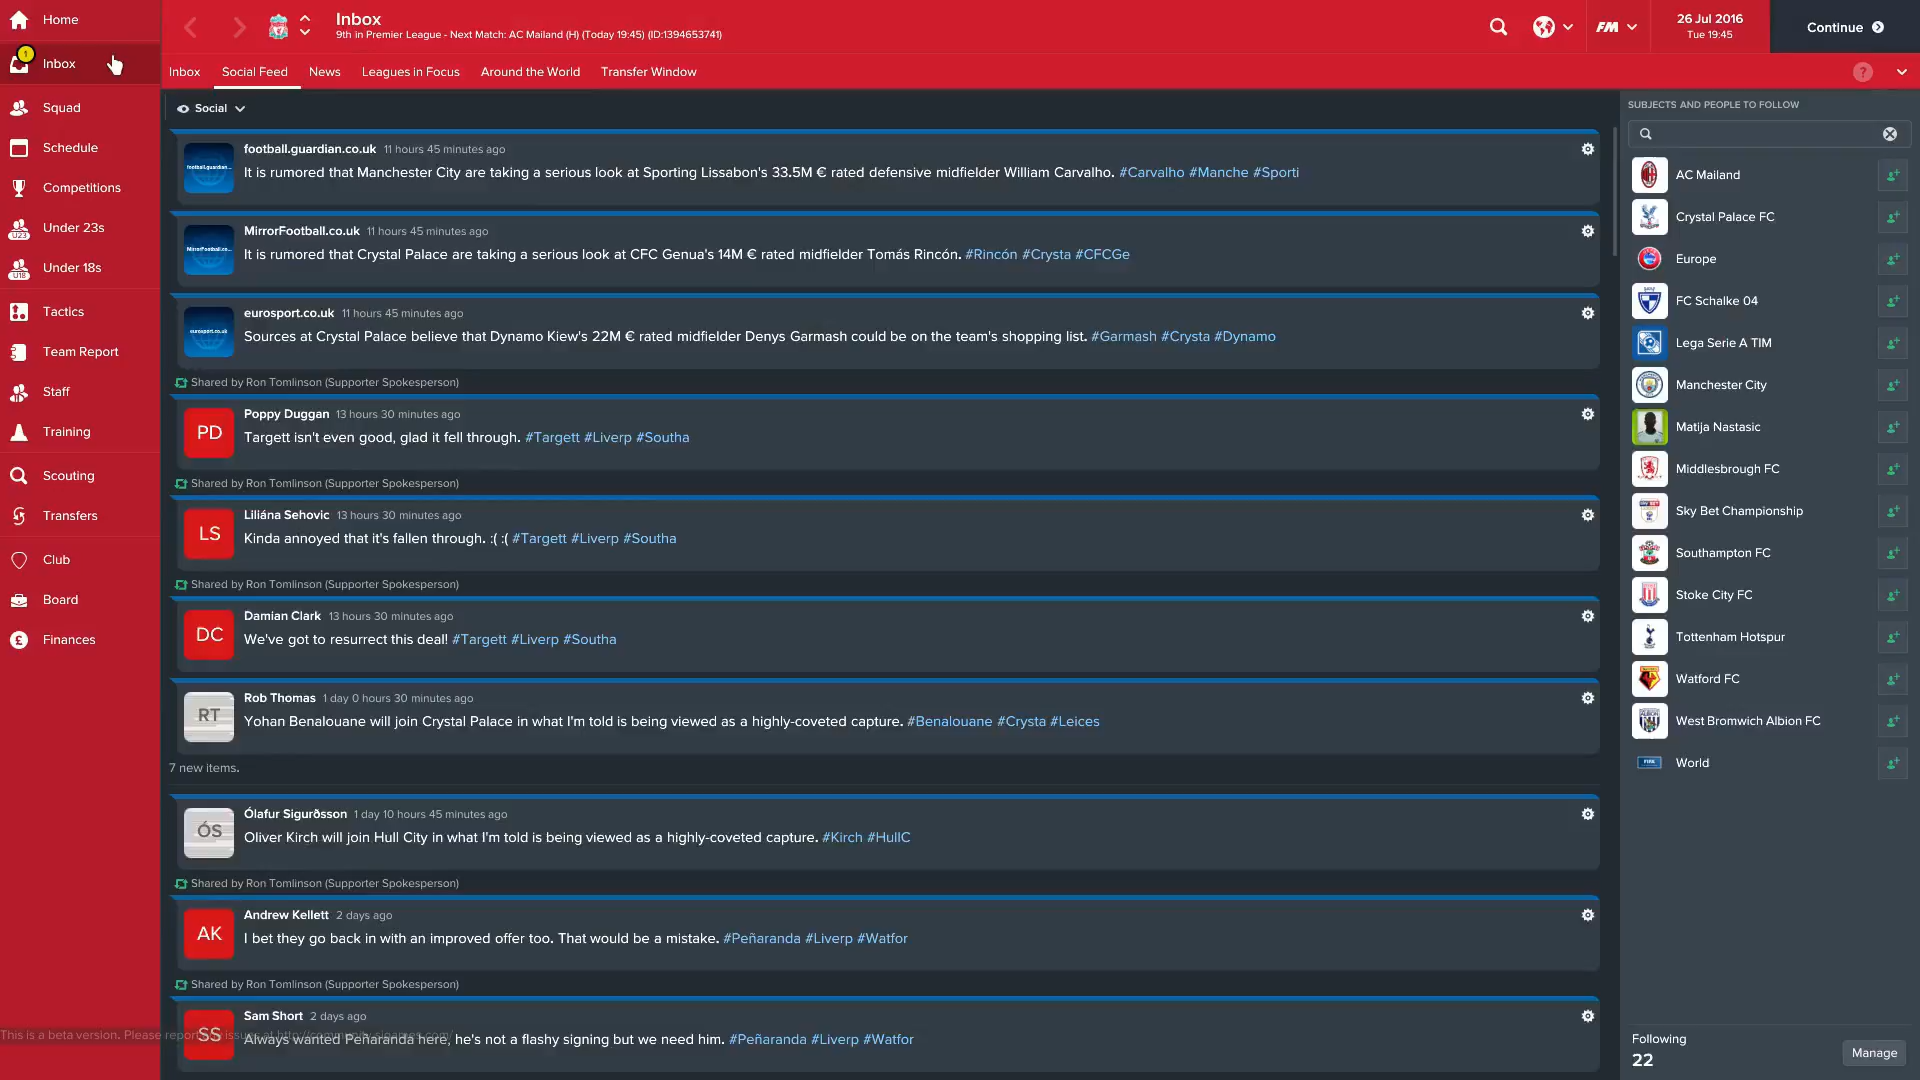 Home
1
Inbox
Squad
Schedule
Competitions
U23
Under 23s
U18
Under 18s
Tactics
Team Report
Staff
Training
Scouting
Transfers
Club
Board
Finances
Inbox
9th in Premier League - Next Match: AC Mailand (H) (Today 19:45) (ID:1394653741)
FM
26 Jul 2016
Tue 19:45
Continue
Inbox Social Feed News Leagues in Focus Around the World Transfer Window
?
Social
football.guardian...
football.guardian.co.uk 11 hours 45 minutes ago
It is rumored that Manchester City are taking a serious look at Sporting Lissabon's 33.5M € rated defensive midfielder William Carvalho. #Carvalho #Manche #Sporti
MirrorFootball.co...
MirrorFootball.co.uk 11 hours 45 minutes ago
It is rumored that Crystal Palace are taking a serious look at CFC Genua's 14M € rated midfielder Tomás Rincón. #Rincón #Crysta #CFCGe
eurosport.co.uk
eurosport.co.uk 11 hours 45 minutes ago
Sources at Crystal Palace believe that Dynamo Kiew's 22M € rated midfielder Denys Garmash could be on the team's shopping list. #Garmash #Crysta #Dynamo
Shared by Ron Tomlinson (Supporter Spokesperson)
PD
Poppy Duggan 13 hours 30 minutes ago
Targett isn't even good, glad it fell through. #Targett #Liverp #Southa
Shared by Ron Tomlinson (Supporter Spokesperson)
LS
Liliána Sehovic 13 hours 30 minutes ago
Kinda annoyed that it's fallen through. :( :( #Targett #Liverp #Southa
Shared by Ron Tomlinson (Supporter Spokesperson)
DC
Damian Clark 13 hours 30 minutes ago
We've got to resurrect this deal! #Targett #Liverp #Southa
RT
Rob Thomas 1 day 0 hours 30 minutes ago
Yohan Benalouane will join Crystal Palace in what I'm told is being viewed as a highly-coveted capture. #Benalouane #Crysta #Leices
7 new items.
ÓS
Ólafur Sigurðsson 1 day 10 hours 45 minutes ago
Oliver Kirch will join Hull City in what I'm told is being viewed as a highly-coveted capture. #Kirch #HullC
Shared by Ron Tomlinson (Supporter Spokesperson)
AK
Andrew Kellett 2 days ago
I bet they go back in with an improved offer too. That would be a mistake. #Peñaranda #Liverp #Watfor
Shared by Ron Tomlinson (Supporter Spokesperson)
SS
Sam Short 2 days ago
Always wanted Peñaranda here, he's not a flashy signing but we need him. #Peñaranda #Liverp #Watfor
This is a beta version. Please report any issues at http://community.sigames.com/
SUBJECTS AND PEOPLE TO FOLLOW
AC Mailand
Crystal Palace FC
Europe
FC Schalke 04
Lega Serie A TIM
Manchester City
Matija Nastasic
Middlesbrough FC
Sky Bet Championship
Southampton FC
Stoke City FC
Tottenham Hotspur
Watford FC
West Bromwich Albion FC
World
Following
22
Manage